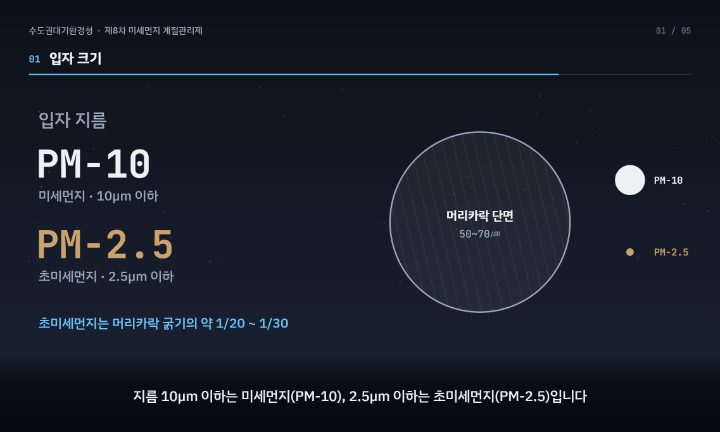 수도권대기환경청 · 제8차 미세먼지 계절관리제
01 / 05
01 입자 크기
입자 지름
PM-10
미세먼지 · 10μm 이하
PM-2.5
초미세먼지 · 2.5μm 이하
초미세먼지는 머리카락 굵기의 약 1/20 ~ 1/30
머리카락 단면
50~70㎛
PM-10
PM-2.5
지름 10μm 이하는 미세먼지(PM-10), 2.5μm 이하는 초미세먼지(PM-2.5)입니다